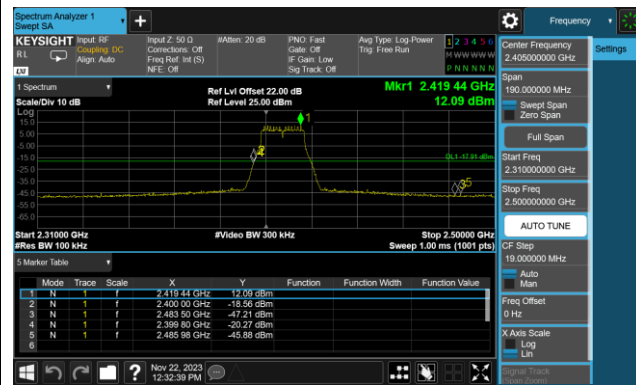 Spectrum Analyzer 1
Swept SA
+
Frequency
KEYSIGHT
RL
LXI
Input: RF
Coupling: DC
Align: Auto
Input Z: 50 Ω
Corrections: Off
Freq Ref: Int (S)
NFE: Off
#Atten: 20 dB
PNO: Fast
Gate: Off
IF Gain: Low
Sig Track: Off
Avg Type: Log-Power
Trig: Free Run
1 2 3 4 5 6
M W W W W W
P N N N N N
1 Spectrum
Scale/Div 10 dB
Ref Lvl Offset 22.00 dB
Ref Level 25.00 dBm
Mkr1 2.419 44 GHz
12.09 dBm
Log
15.0
5.00
-5.00
-15.0
-25.0
-35.0
-45.0
-55.0
-65.0
1
DL1 -17.91 dBm
Start 2.31000 GHz
#Res BW 100 kHz
#Video BW 300 kHz
Stop 2.50000 GHz
Sweep 1.00 ms (1001 pts)
5 Marker Table
Mode Trace Scale X Y Function Function Width Function Value
1 N 1 f 2.419 44 GHz 12.09 dBm
2 N 1 f 2.400 00 GHz -18.56 dBm
3 N 1 f 2.483 50 GHz -47.21 dBm
4 N 1 f 2.399 80 GHz -20.27 dBm
5 N 1 f 2.485 98 GHz -45.88 dBm
6
Center Frequency
2.405000000 GHz
Settings
Span
190.000000 MHz
Swept Span
Zero Span
Full Span
Start Freq
2.310000000 GHz
Stop Freq
2.500000000 GHz
AUTO TUNE
CF Step
19.000000 MHz
Auto
Man
Freq Offset
0 Hz
X Axis Scale
Log
Lin
Signal Track
(Span Zoom)
?
Nov 22, 2023
12:32:39 PM